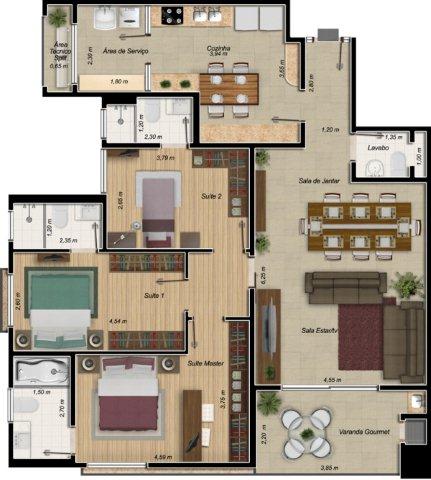 Área
Técnica
Split
0,65 m
2,30 m
Área de Serviço
1,80 m
Cozinha
3,94 m
3,65 m
2,80 m
1,20 m
1,20 m
2,30 m
1,35 m
Lavabo
1,00 m
3,79 m
2,65 m
Suíte 2
Sala de Jantar
1,20 m
2,35 m
6,25 m
2,60 m
Suíte 1
4,54 m
Sala Estar/tv
4,55 m
Suíte Master
1,50 m
2,70 m
3,75 m
4,59 m
2,20 m
Varanda Gourmet
3,85 m